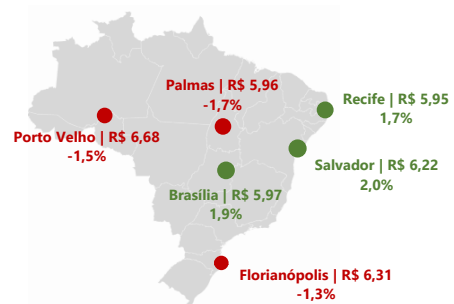 Palmas | R$ 5,96
-1,7%
Recife | R$ 5,95
1,7%
Porto Velho | R$ 6,68
-1,5%
Salvador | R$ 6,22
2,0%
Brasília | R$ 5,97
1,9%
Florianópolis | R$ 6,31
-1,3%